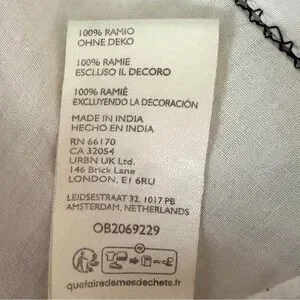 100% RAMIO
OHNE DEKO
100% RAMIE
ESCLUSO IL DECORO
100% RAMIÉ
EXCLUYENDO LA DECORACIÓN
MADE IN INDIA
HECHO EN INDIA
RN 66170
CA 32054
URBN UK Ltd.
146 Brick Lane
LONDON, E1 6RU
LEIDSESTRAAT 32, 1017 PB
AMSTERDAM, NETHERLANDS
OB2069229
FR
quefairedemesdechets.fr